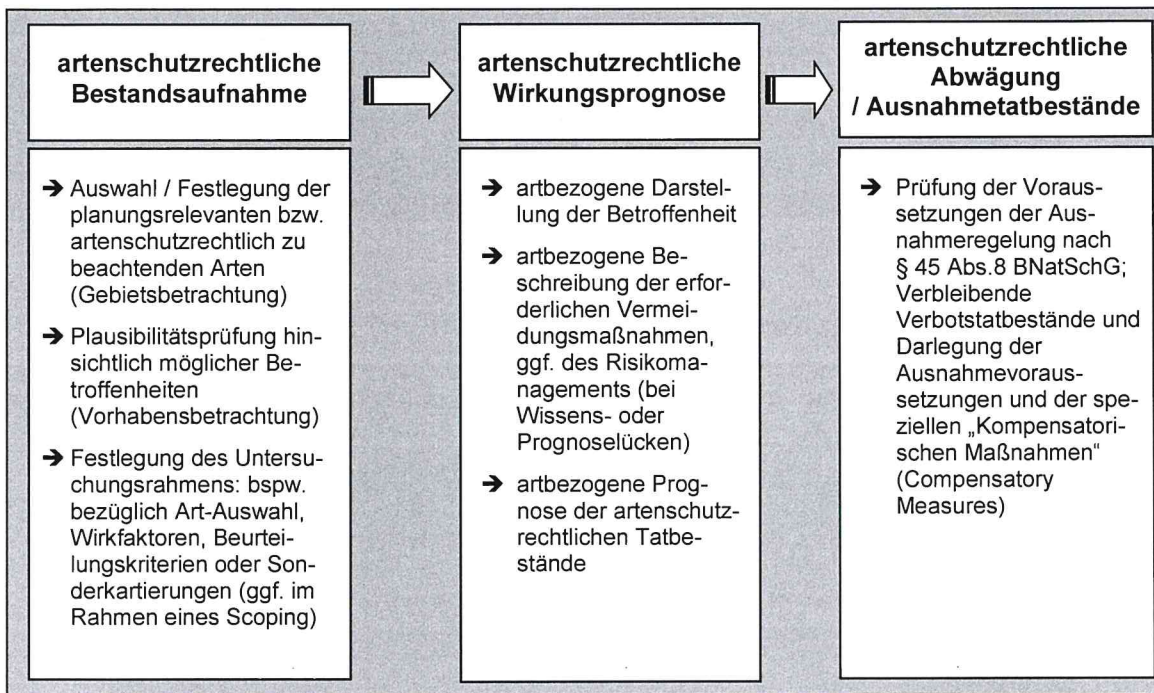 artenschutzrechtliche
Bestandsaufnahme
➔ Auswahl / Festlegung der
planungsrelevanten bzw.
artenschutzrechtlich zu
beachtenden Arten
(Gebietsbetrachtung)
➔ Plausibilitätsprüfung hin-
sichtlich möglicher Be-
troffenheiten
(Vorhabensbetrachtung)
➔ Festlegung des Untersu-
chungsrahmens: bspw.
bezüglich Art-Auswahl,
Wirkfaktoren, Beurtei-
lungskriterien oder Son-
derkartierungen (ggf. im
Rahmen eines Scoping)
artenschutzrechtliche
Wirkungsprognose
➔ artbezogene Darstel-
lung der Betroffenheit
➔ artbezogene Be-
schreibung der erfor-
derlichen Vermei-
dungsmaßnahmen,
ggf. des Risikoma-
nagements (bei
Wissens- oder
Prognoselücken)
➔ artbezogene Prog-
nose der artenschutz-
rechtlichen Tatbe-
stände
artenschutzrechtliche
Abwägung
/ Ausnahmetatbestände
➔ Prüfung der Voraus-
setzungen der Aus-
nahmeregelung nach
§ 45 Abs.8 BNatSchG;
Verbleibende
Verbotstatbestände und
Darlegung der
Ausnahmevoraus-
setzungen und der spe-
ziellen „Kompensatori-
schen Maßnahmen“
(Compensatory
Measures)